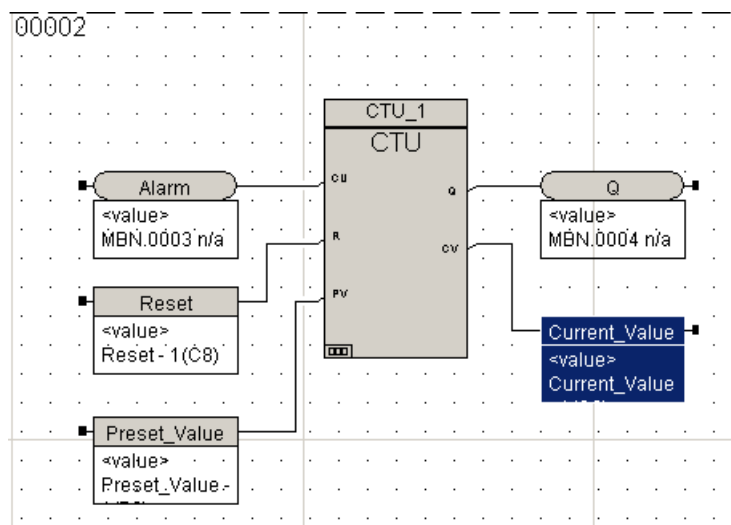 00002
CTU_1
CTU
CU
Q
R
CV
PV
Alarm
<value>
MBN.0003 n/a
Reset
<value>
Reset - 1(C8)
Preset_Value
<value>
Preset_Value -
Q
<value>
MBN.0004 n/a
Current_Value
<value>
Current_Value